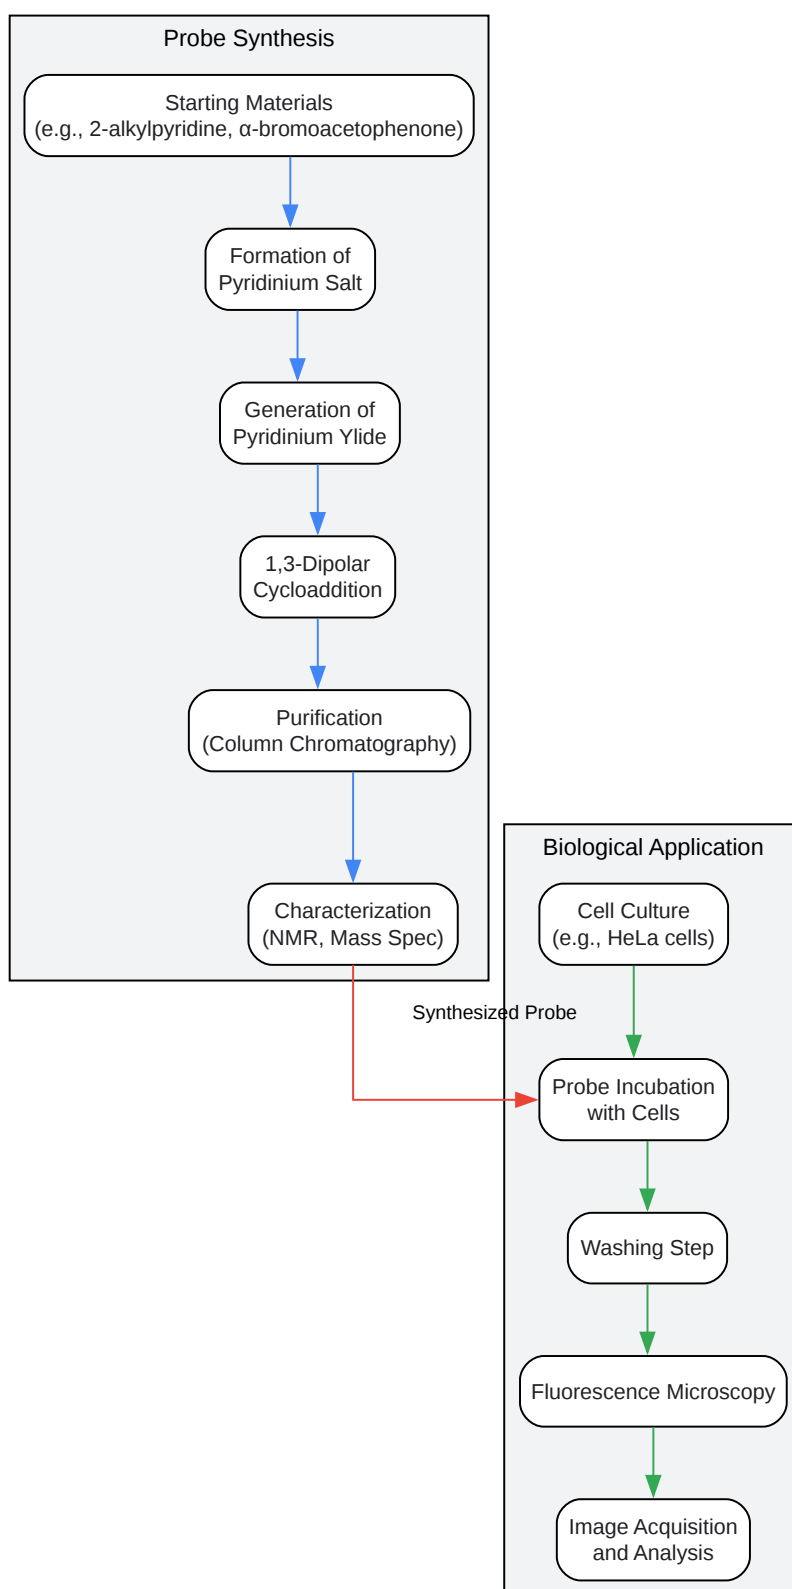 Probe Synthesis
Starting Materials
(e.g., 2-alkylpyridine, α-bromoacetophenone)
Formation of
Pyridinium Salt
Generation of
Pyridinium Ylide
1,3-Dipolar
Cycloaddition
Purification
(Column Chromatography)
Characterization
(NMR, Mass Spec)
Synthesized Probe
Biological Application
Cell Culture
(e.g., HeLa cells)
Probe Incubation
with Cells
Washing Step
Fluorescence Microscopy
Image Acquisition
and Analysis